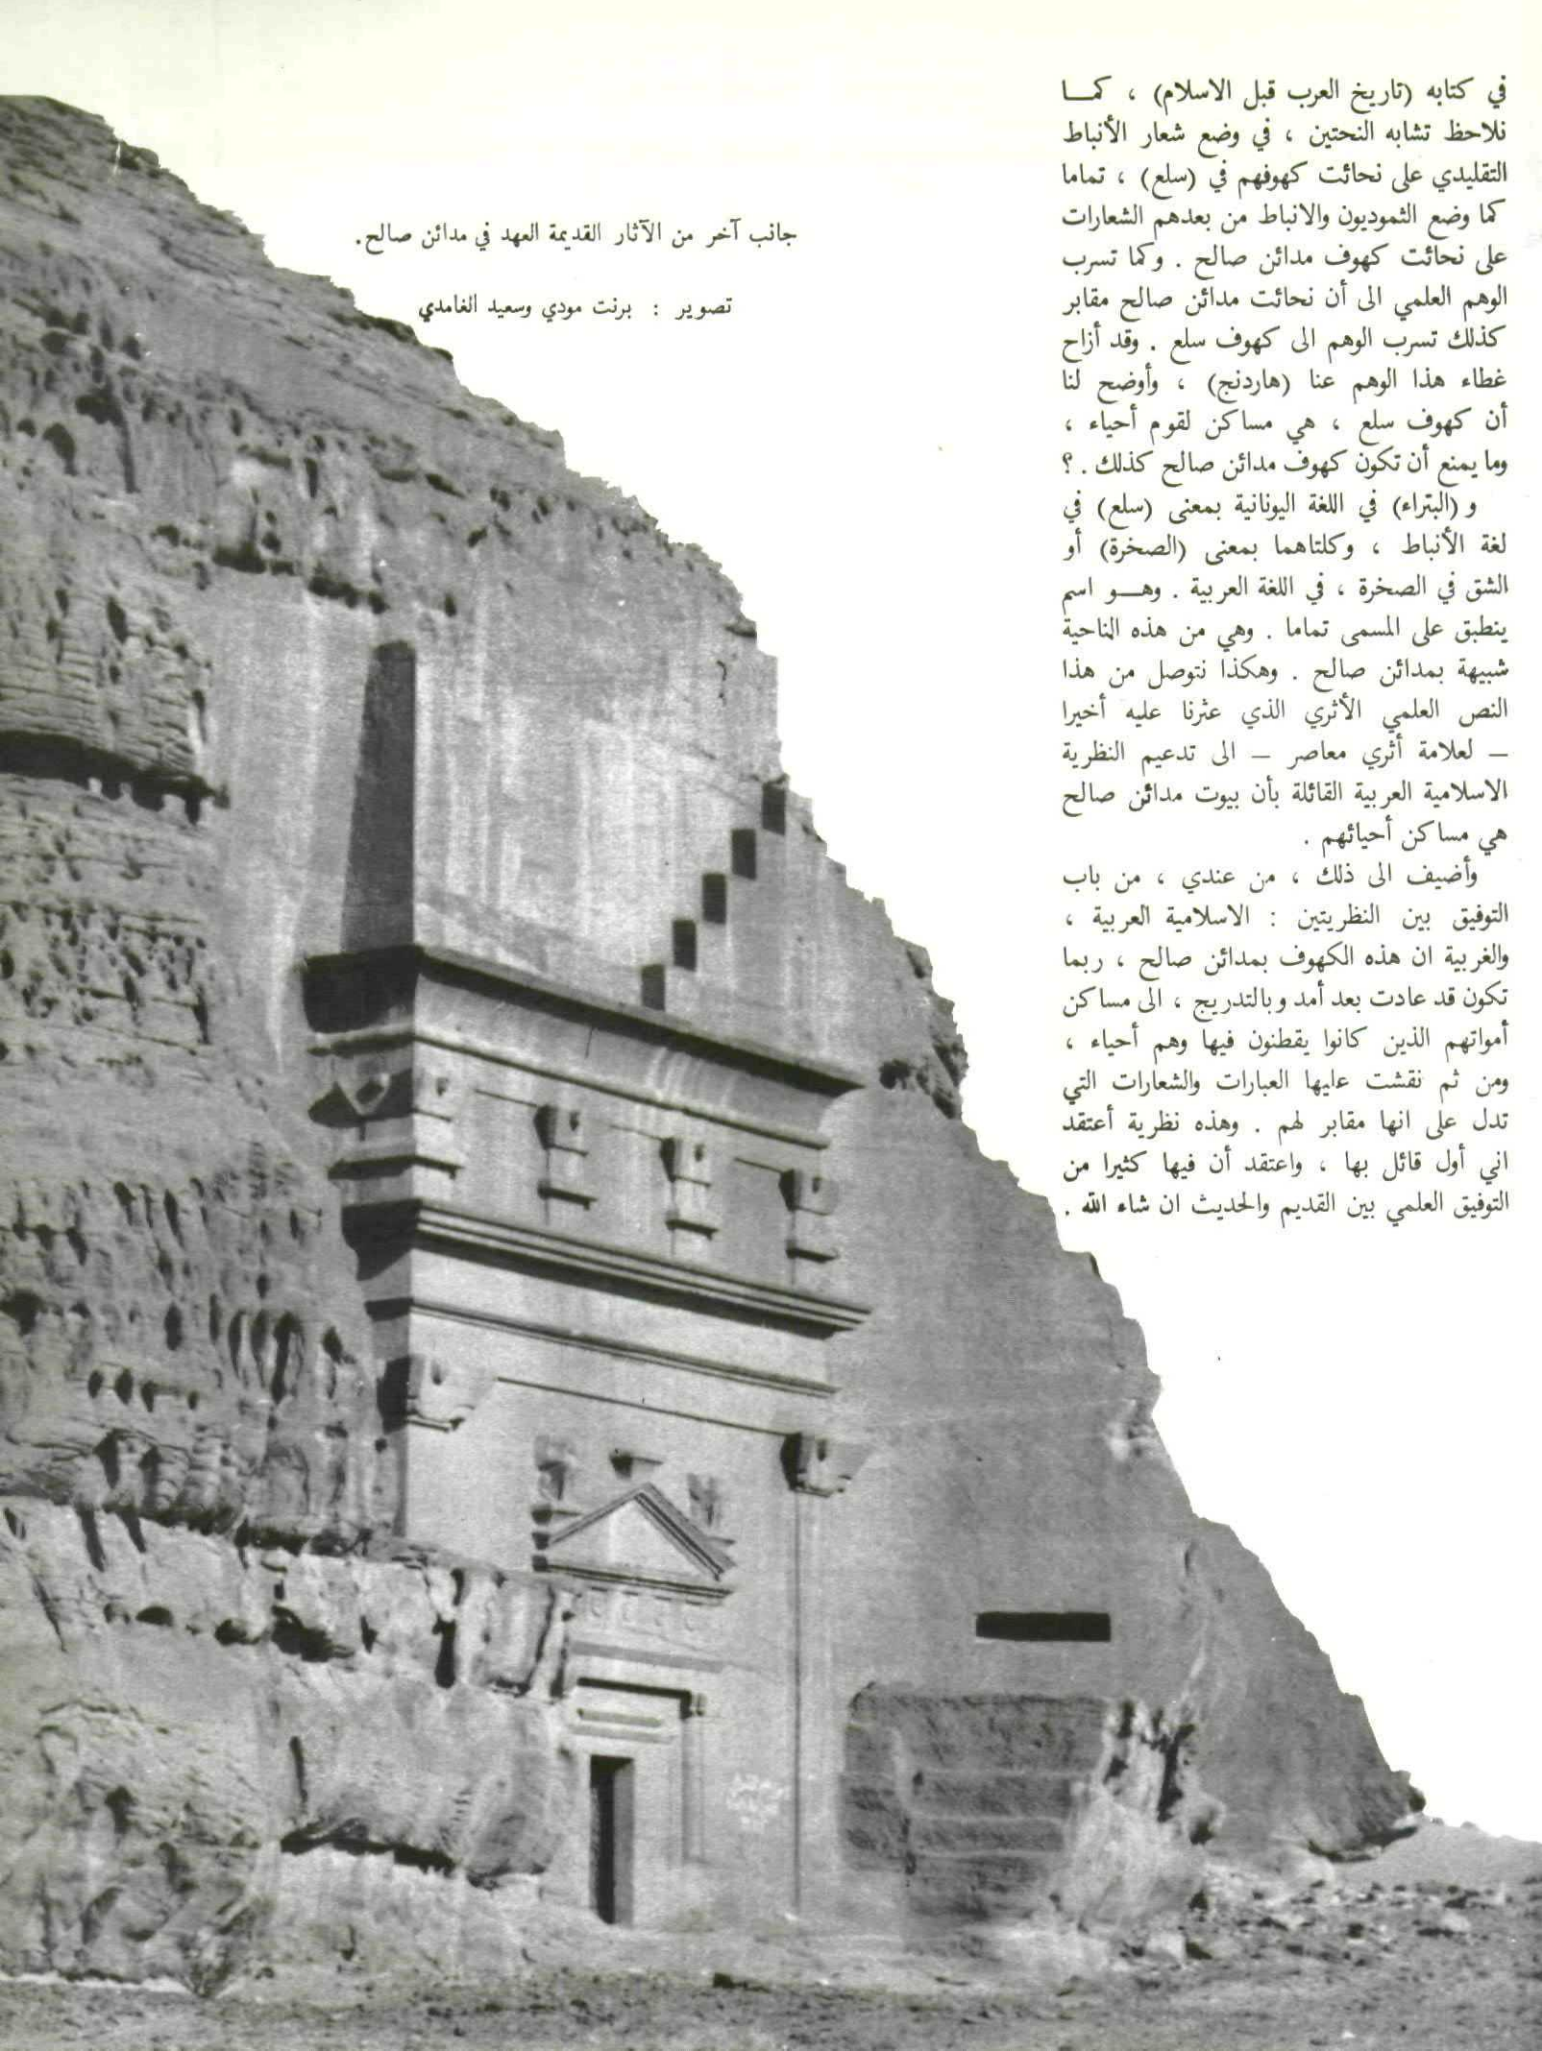 في كتابه (تاريخ العرب قبل الاسلام) ، كمــا
نلاحظ تشابه النحتين ، في وضع شعار الأنباط
التقليدي على نحائت كهوفهم في (سلع) ، تماما
كما وضع الثموديون والانباط من بعدهم الشعارات
على نحائت كهوف مدائن صالح . وكما تسرب
الوهم العلمي الى أن نحائت مدائن صالح مقابر
كذلك تسرب الوهم الى كهوف سلع . وقد أزاح
غطاء هذا الوهم عنا (هاردنج) ، وأوضح لنا
أن كهوف سلع ، هي مساكن لقوم أحياء ،
وما يمنع أن تكون كهوف مدائن صالح كذلك . ؟
و (البتراء) في اللغة اليونانية بمعنى (سلع) في
لغة الأنباط ، وكلتاهما بمعنى (الصخرة) أو
الشق في الصخرة ، في اللغة العربية . وهــو اسم
ينطبق على المسمى تماما . وهي من هذه الناحية
شبيهة بمدائن صالح . وهكذا نتوصل من هذا
النص العلمي الأثري الذي عثرنا عليه أخيرا
– لعلامة أثري معاصر – الى تدعيم النظرية
الاسلامية العربية القائلة بأن بيوت مدائن صالح
هي مساكن أحيائهم .
وأضيف الى ذلك ، من عندي ، من باب
التوفيق بين النظريتين : الاسلامية العربية ،
والغربية ان هذه الكهوف بمدائن صالح ، ربما
تكون قد عادت بعد أمد وبالتدريج ، الى مساكن
أمواتهم الذين كانوا يقطنون فيها وهم أحياء ،
ومن ثم نقشت عليها العبارات والشعارات التي
تدل على انها مقابر لهم . وهذه نظرية أعتقد
اني أول قائل بها ، واعتقد أن فيها كثيرا من
التوفيق العلمي بين القديم والحديث ان شاء الله .
جانب آخر من الآثار القديمة العهد في مدائن صالح.
تصوير : برنت مودي وسعيد الغامدي